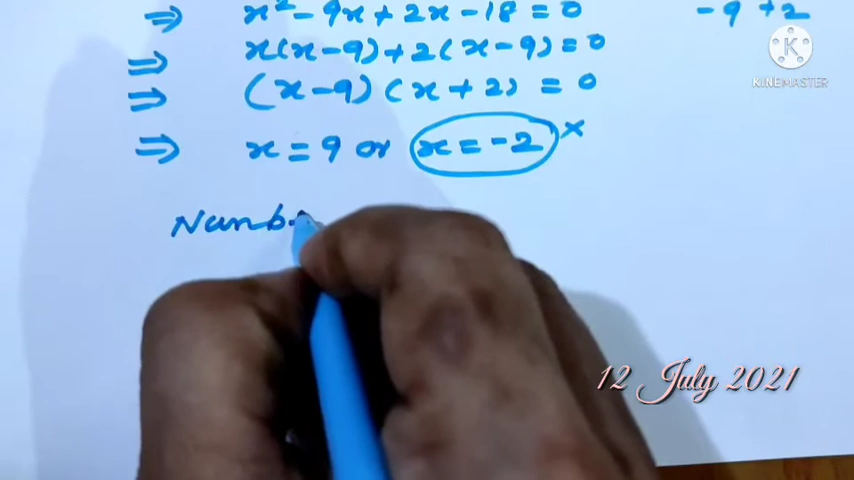 ⇒ x² - 9x + 2x - 18 = 0
-9 +2
⇒ x(x-9) + 2(x-9) = 0
⇒ (x-9) (x+2) = 0
⇒ x = 9 or x = -2 ×
Numb
KINEMASTER
12 July 2021